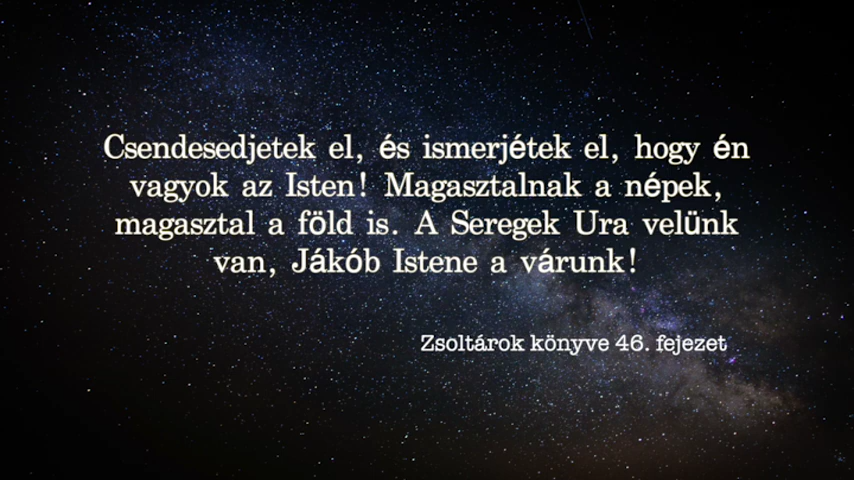 Csendesedjetek el, és ismerjétek el, hogy én
vagyok az Isten! Magasztalnak a népek,
magasztal a föld is. A Seregek Ura velünk
van, Jákób Istene a várunk!
Zsoltárok könyve 46. fejezet